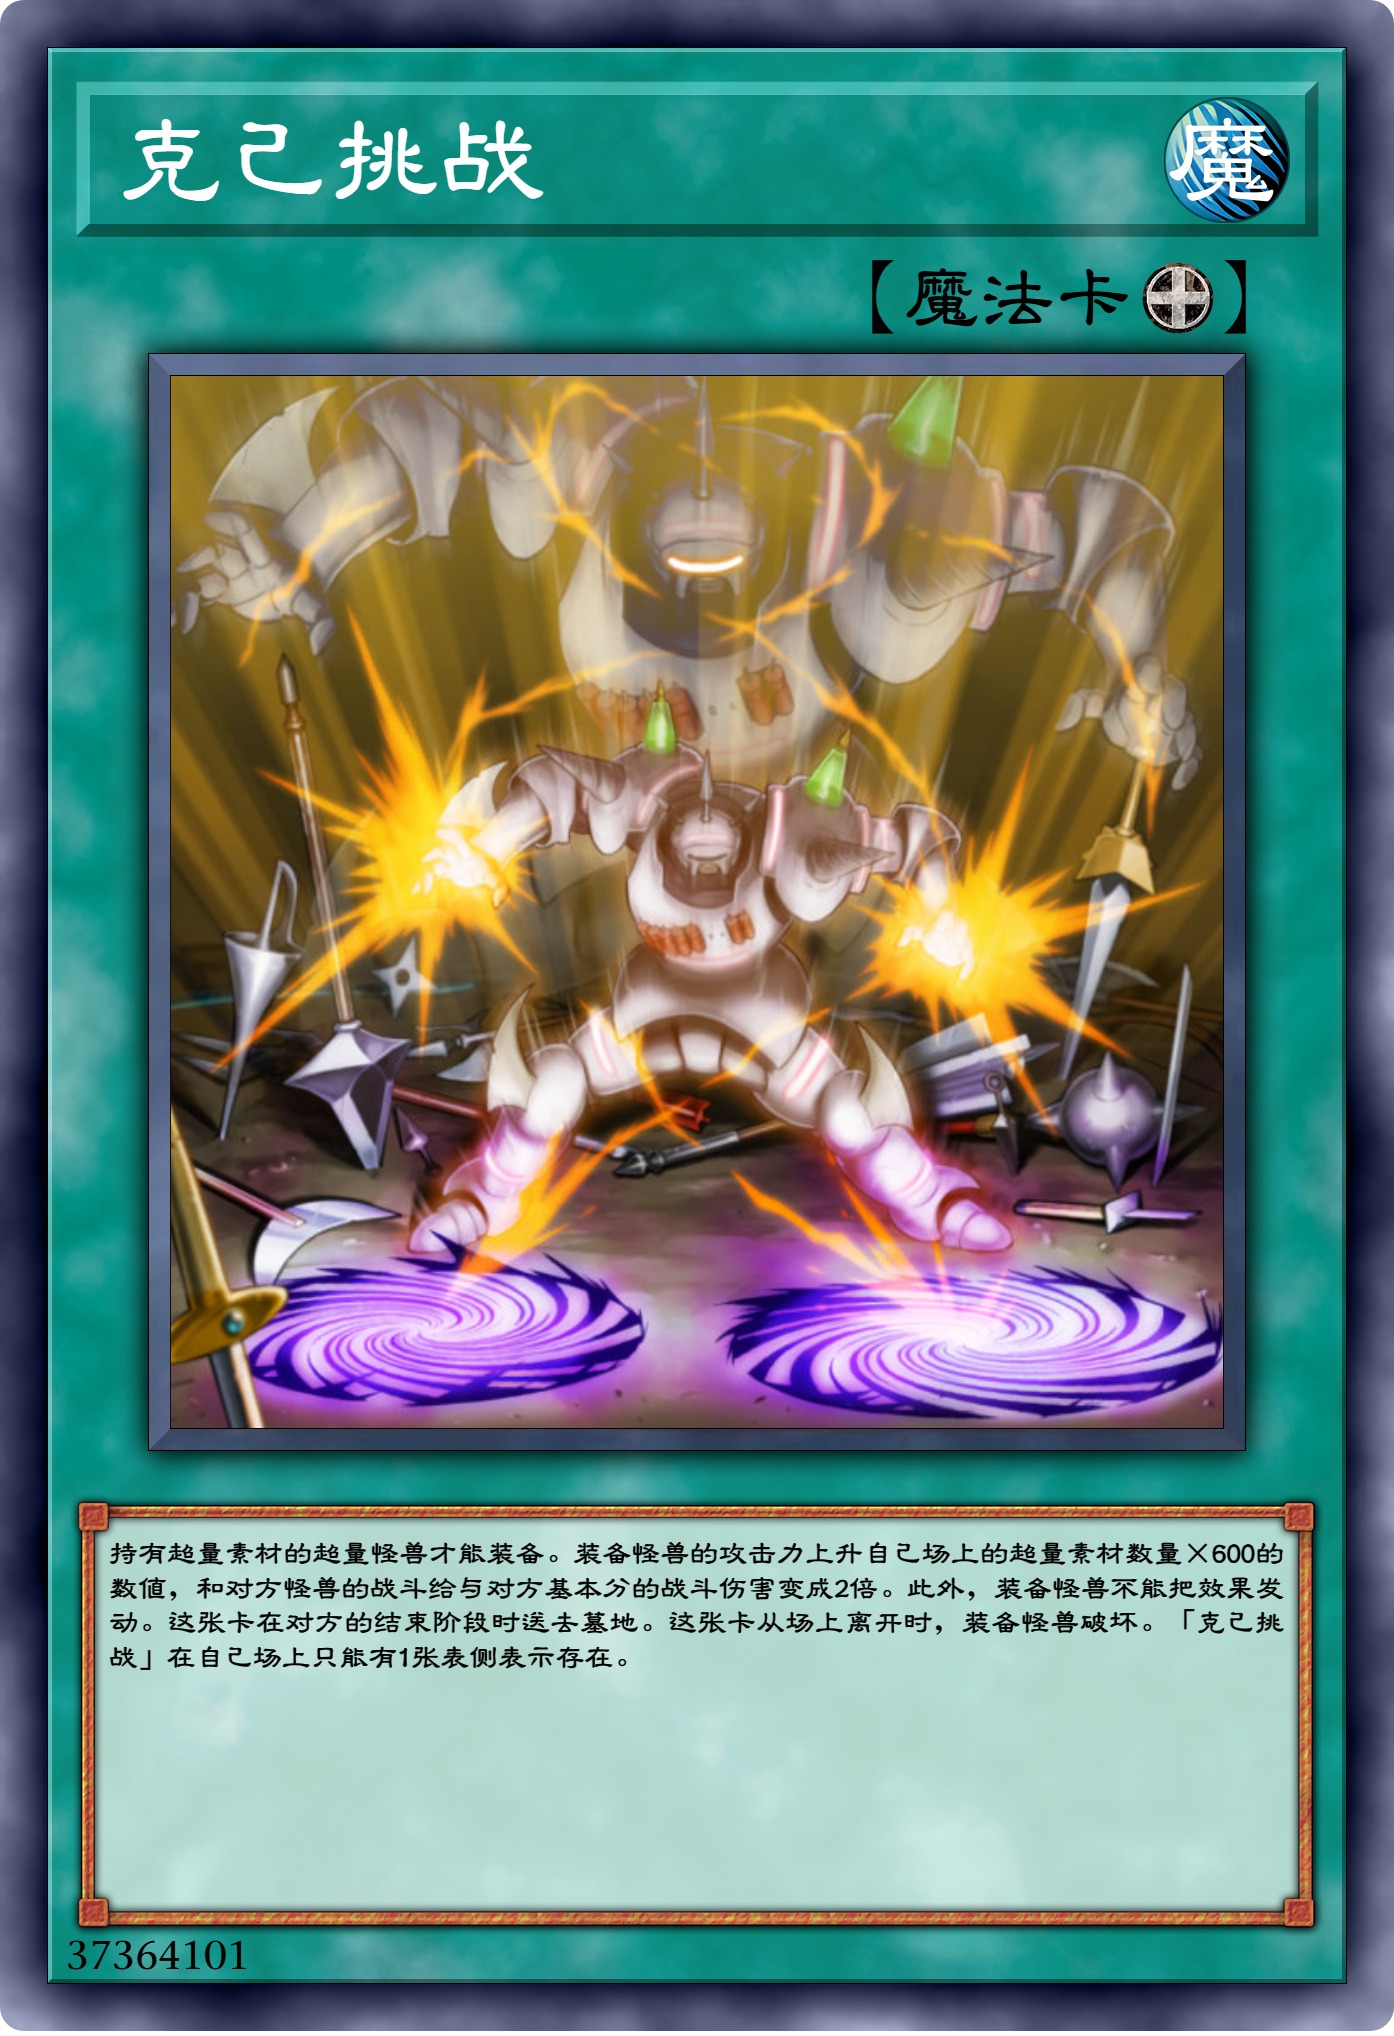 克己挑战
魔
【魔法卡】
持有超量素材的超量怪兽才能装备。装备怪兽的攻击力上升自己场上的超量素材数量×600的
数值，和对方怪兽的战斗给与对方基本分的战斗伤害变成2倍。此外，装备怪兽不能把效果发
动。这张卡在对方的结束阶段时送去墓地。这张卡从场上离开时，装备怪兽破坏。「克己挑
战」在自己场上只能有1张表侧表示存在。
37364101